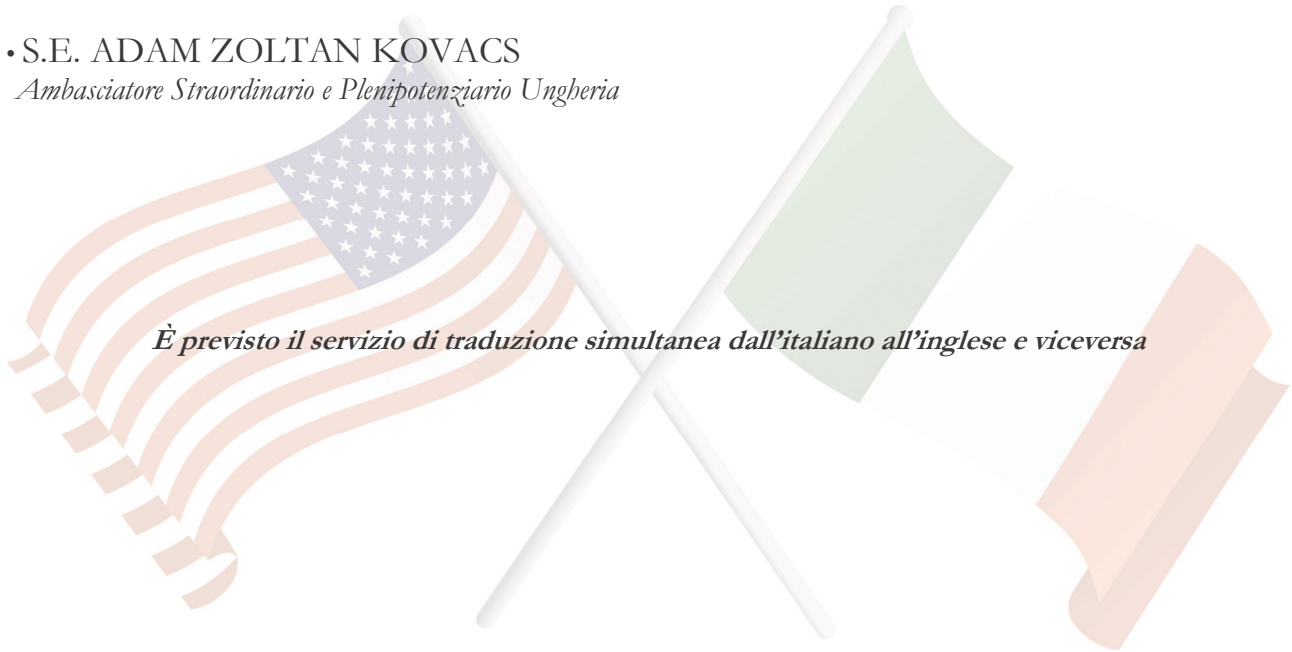 • S.E. ADAM ZOLTAN KOVACS
Ambasciatore Straordinario e Plenipotenziario Ungheria
È previsto il servizio di traduzione simultanea dall’italiano all’inglese e viceversa